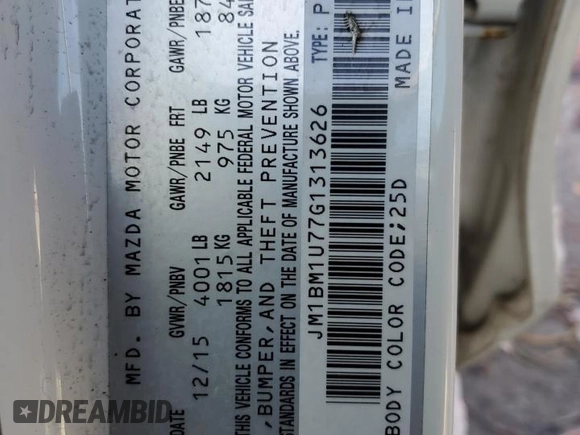 MFD. BY MAZDA MOTOR CORPORAT
DATE GVWR/PNBV GAWR/PNBE FRT GAWR/PNBE
12/15 4001 LB 2149 LB 187
1815 KG 975 KG 84
THIS VEHICLE CONFORMS TO ALL APPLICABLE FEDERAL MOTOR VEHICLE SA
,BUMPER,AND THEFT PREVENTION
STANDARDS IN EFFECT ON THE DATE OF MANUFACTURE SHOWN ABOVE.
JM1BM1U77G1313626 TYPE: P
BODY COLOR CODE;25D MADE I
DREAMBID